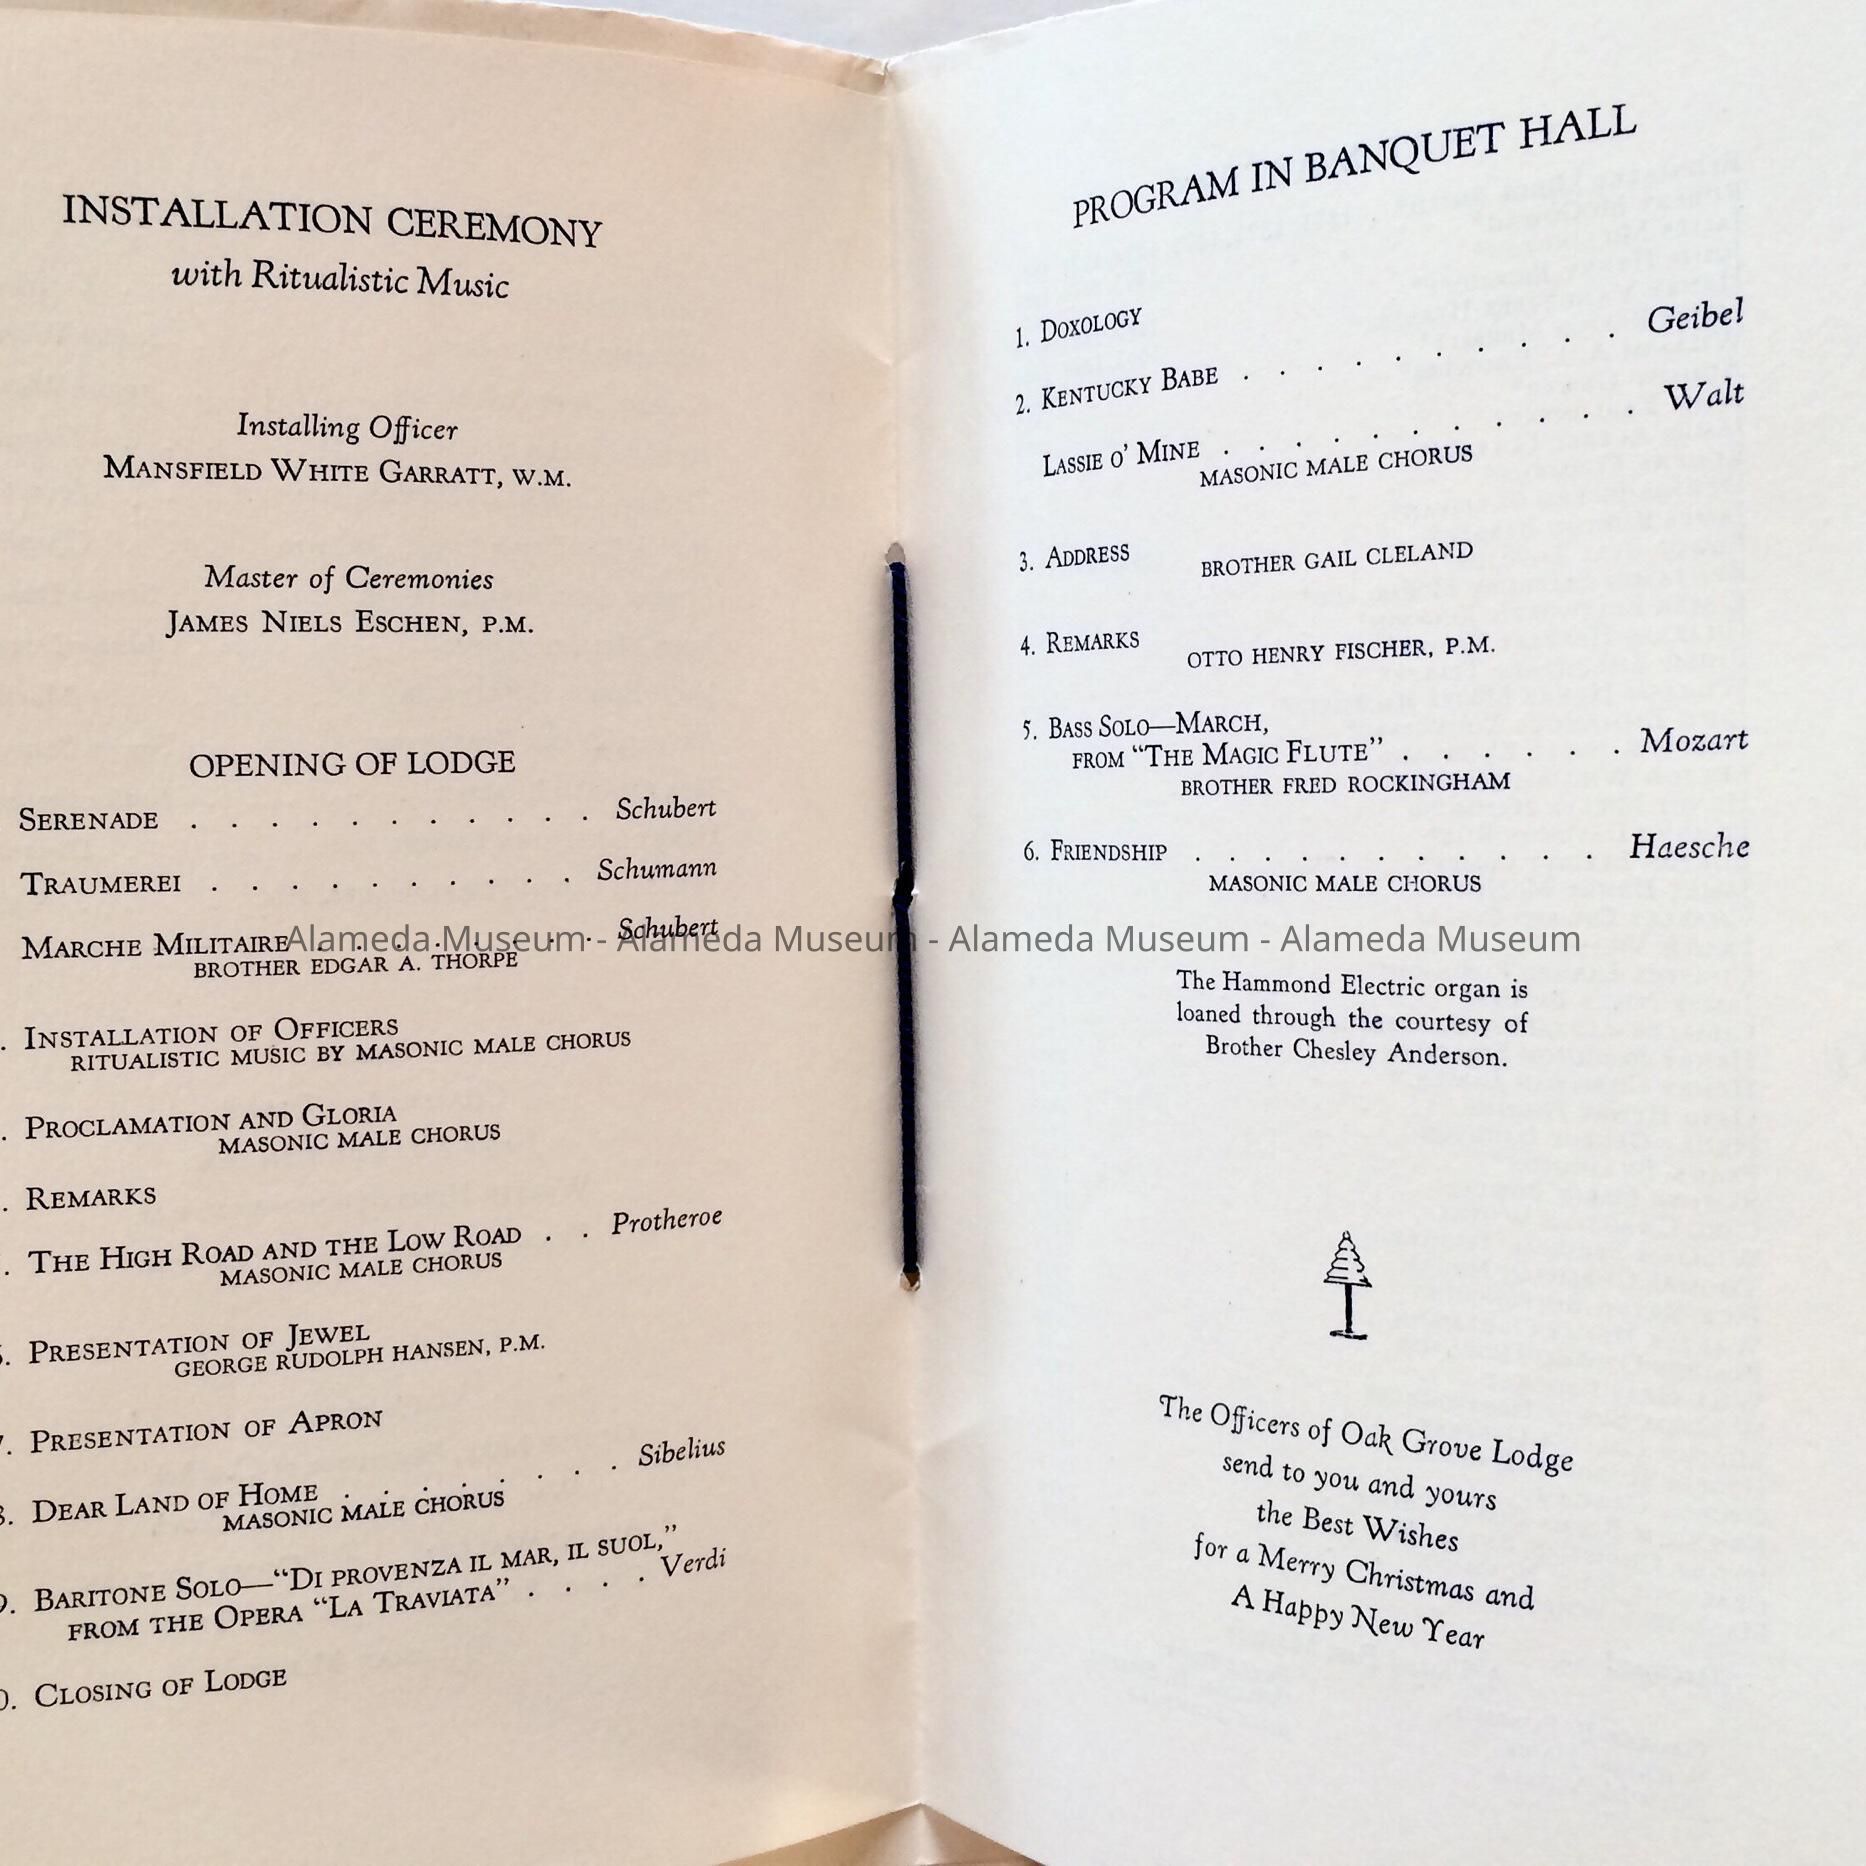 INSTALLATION CEREMONY
with Ritualistic Music
Installing Officer
MANSFIELD WHITE GARRATT, W.M.
Master of Ceremonies
JAMES NIELS ESCHEN, P.M.
OPENING OF LODGE
SERENADE . . . . . . . . . . . Schubert
TRAUMEREI . . . . . . . . . . Schumann
MARCHE MILITAIRE . . . . . . . . Schubert
BROTHER EDGAR A. THORPE
. INSTALLATION OF OFFICERS
RITUALISTIC MUSIC BY MASONIC MALE CHORUS
. PROCLAMATION AND GLORIA
MASONIC MALE CHORUS
. REMARKS
. THE HIGH ROAD AND THE LOW ROAD . . Protheroe
MASONIC MALE CHORUS
. PRESENTATION OF JEWEL
GEORGE RUDOLPH HANSEN, P.M.
7. PRESENTATION OF APRON
8. DEAR LAND OF HOME . . . . . . . . Sibelius
MASONIC MALE CHORUS
9. BARITONE SOLO—"DI PROVENZA IL MAR, IL SUOL,"
FROM THE OPERA "LA TRAVIATA" . . . . Verdi
0. CLOSING OF LODGE
PROGRAM IN BANQUET HALL
1. DOXOLOGY
2. KENTUCKY BABE . . . . . . . . . . Geibel
LASSIE O' MINE . . . . . . . . . . . Walt
MASONIC MALE CHORUS
3. ADDRESS
BROTHER GAIL CLELAND
4. REMARKS
OTTO HENRY FISCHER, P.M.
5. BASS SOLO—MARCH,
FROM "THE MAGIC FLUTE" . . . . . . Mozart
BROTHER FRED ROCKINGHAM
6. FRIENDSHIP . . . . . . . . . . . Haesche
MASONIC MALE CHORUS
Alameda Museum - Alameda Museum - Alameda Museum - Alameda Museum
The Hammond Electric organ is
loaned through the courtesy of
Brother Chesley Anderson.
The Officers of Oak Grove Lodge
send to you and yours
the Best Wishes
for a Merry Christmas and
A Happy New Year